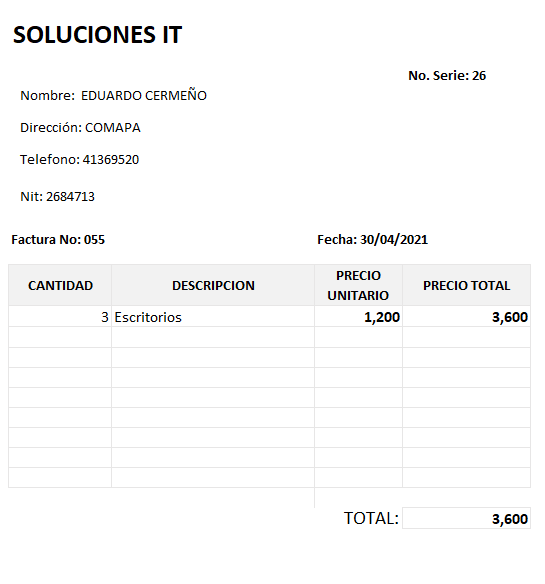 SOLUCIONES IT
No. Serie: 26
Nombre: EDUARDO CERMEÑO
Dirección: COMAPA
Telefono: 41369520
Nit: 2684713
Factura No: 055 Fecha: 30/04/2021
CANTIDAD DESCRIPCION PRECIO UNITARIO PRECIO TOTAL
3 Escritorios 1,200 3,600
TOTAL: 3,600